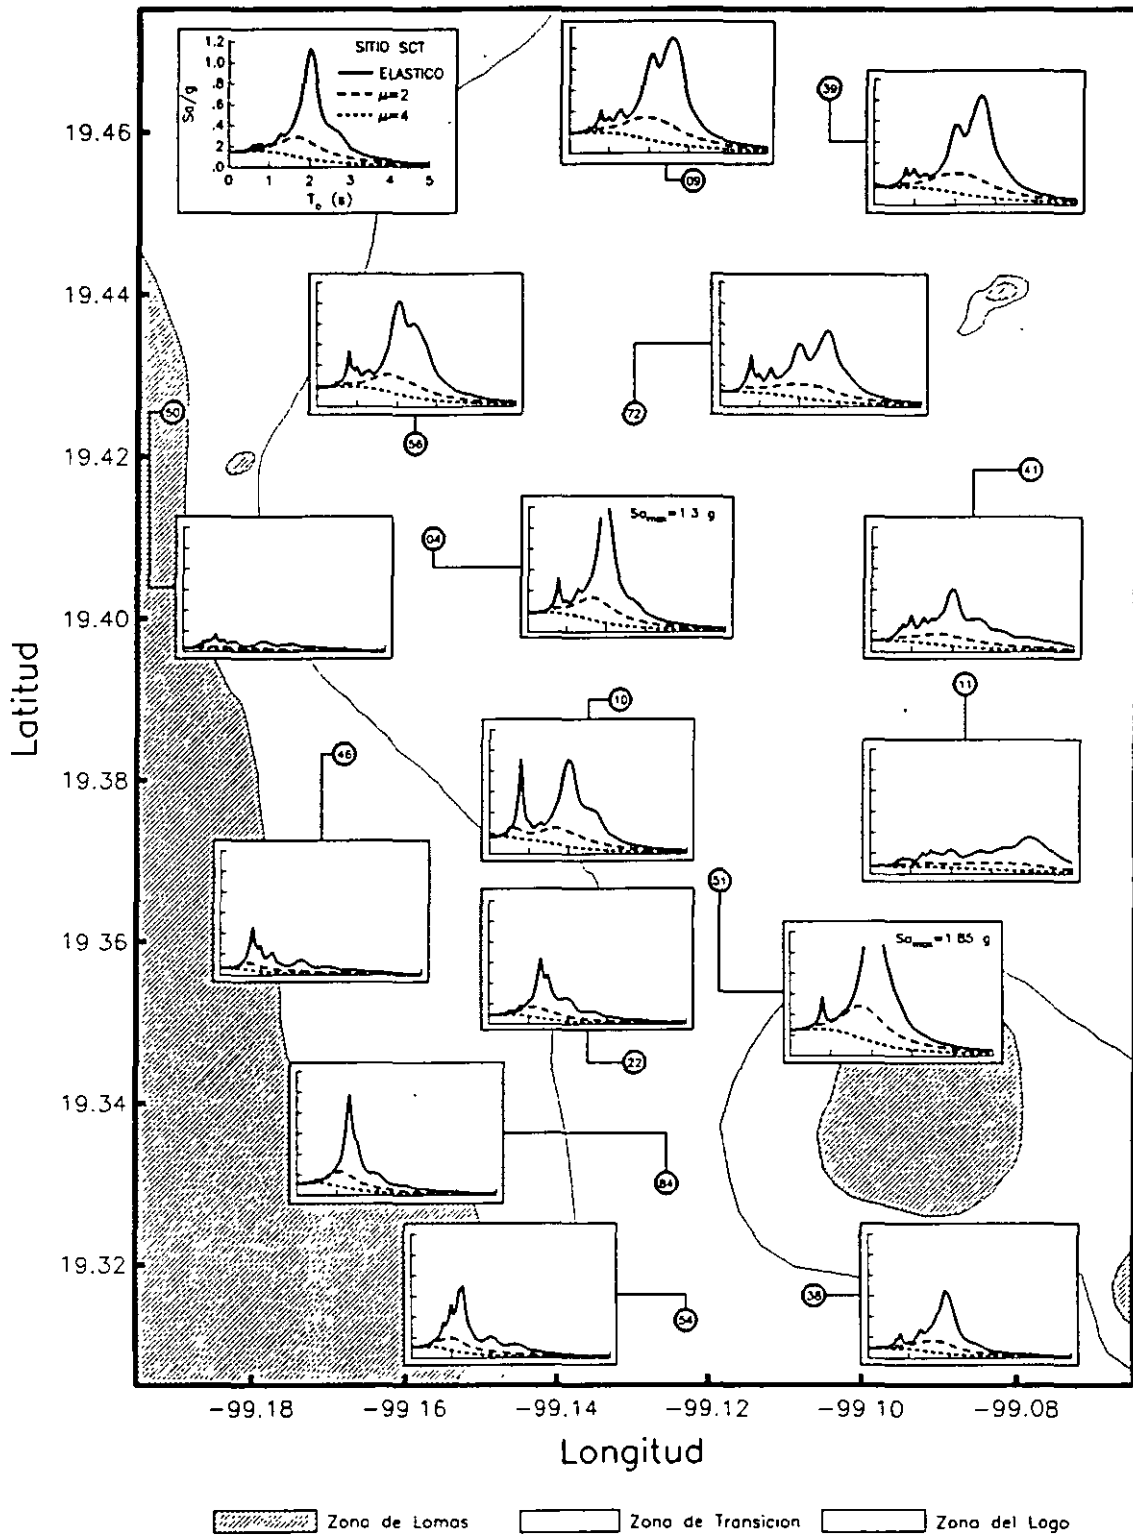 SITIO SCT
ELASTICO
μ=2
μ=4
Sa/g
1.2
1.0
.8
.6
.4
.2
.0
0 1 2 3 4 5
T₀ (s)
09
39
56
72
50
41
04
Sa max = 1.3 g
10
11
46
51
Sa max = 1.85 g
22
84
54
38
Latitud
19.46
19.44
19.42
19.40
19.38
19.36
19.34
19.32
-99.18 -99.16 -99.14 -99.12 -99.10 -99.08
Longitud
Zona de Lomas Zona de Transicion Zona del Lago